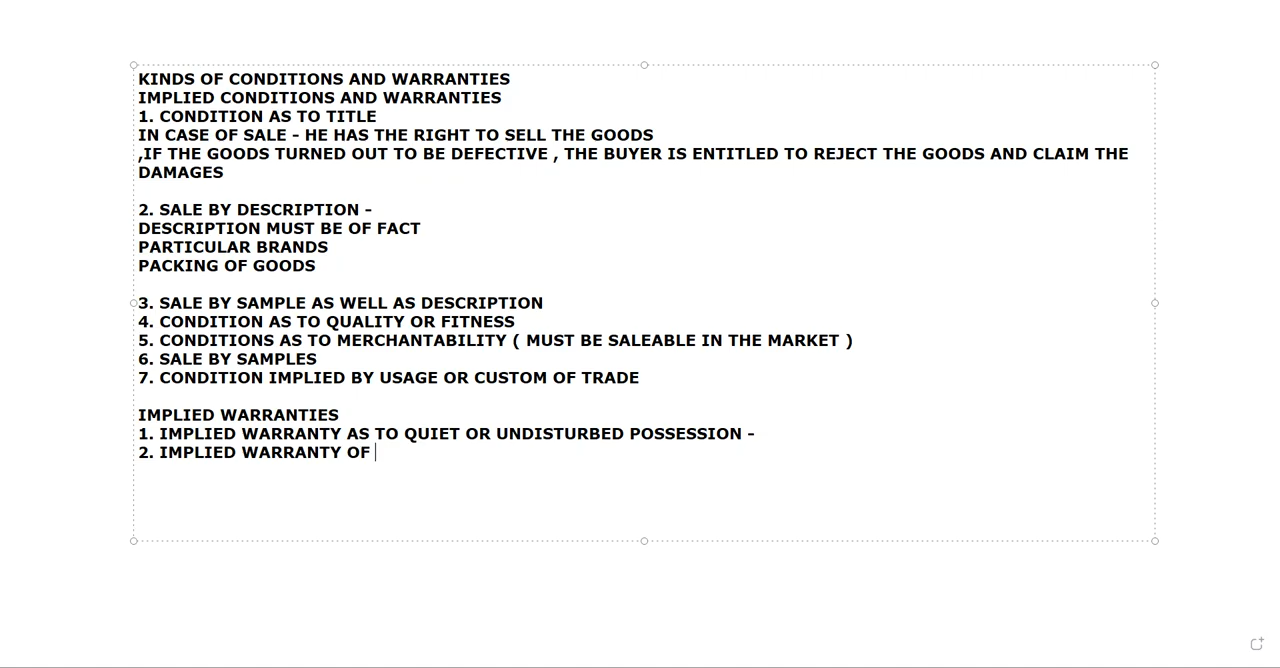 KINDS OF CONDITIONS AND WARRANTIES
IMPLIED CONDITIONS AND WARRANTIES
1. CONDITION AS TO TITLE
IN CASE OF SALE - HE HAS THE RIGHT TO SELL THE GOODS
,IF THE GOODS TURNED OUT TO BE DEFECTIVE , THE BUYER IS ENTITLED TO REJECT THE GOODS AND CLAIM THE
DAMAGES
2. SALE BY DESCRIPTION -
DESCRIPTION MUST BE OF FACT
PARTICULAR BRANDS
PACKING OF GOODS
3. SALE BY SAMPLE AS WELL AS DESCRIPTION
4. CONDITION AS TO QUALITY OR FITNESS
5. CONDITIONS AS TO MERCHANTABILITY ( MUST BE SALEABLE IN THE MARKET )
6. SALE BY SAMPLES
7. CONDITION IMPLIED BY USAGE OR CUSTOM OF TRADE
IMPLIED WARRANTIES
1. IMPLIED WARRANTY AS TO QUIET OR UNDISTURBED POSSESSION -
2. IMPLIED WARRANTY OF